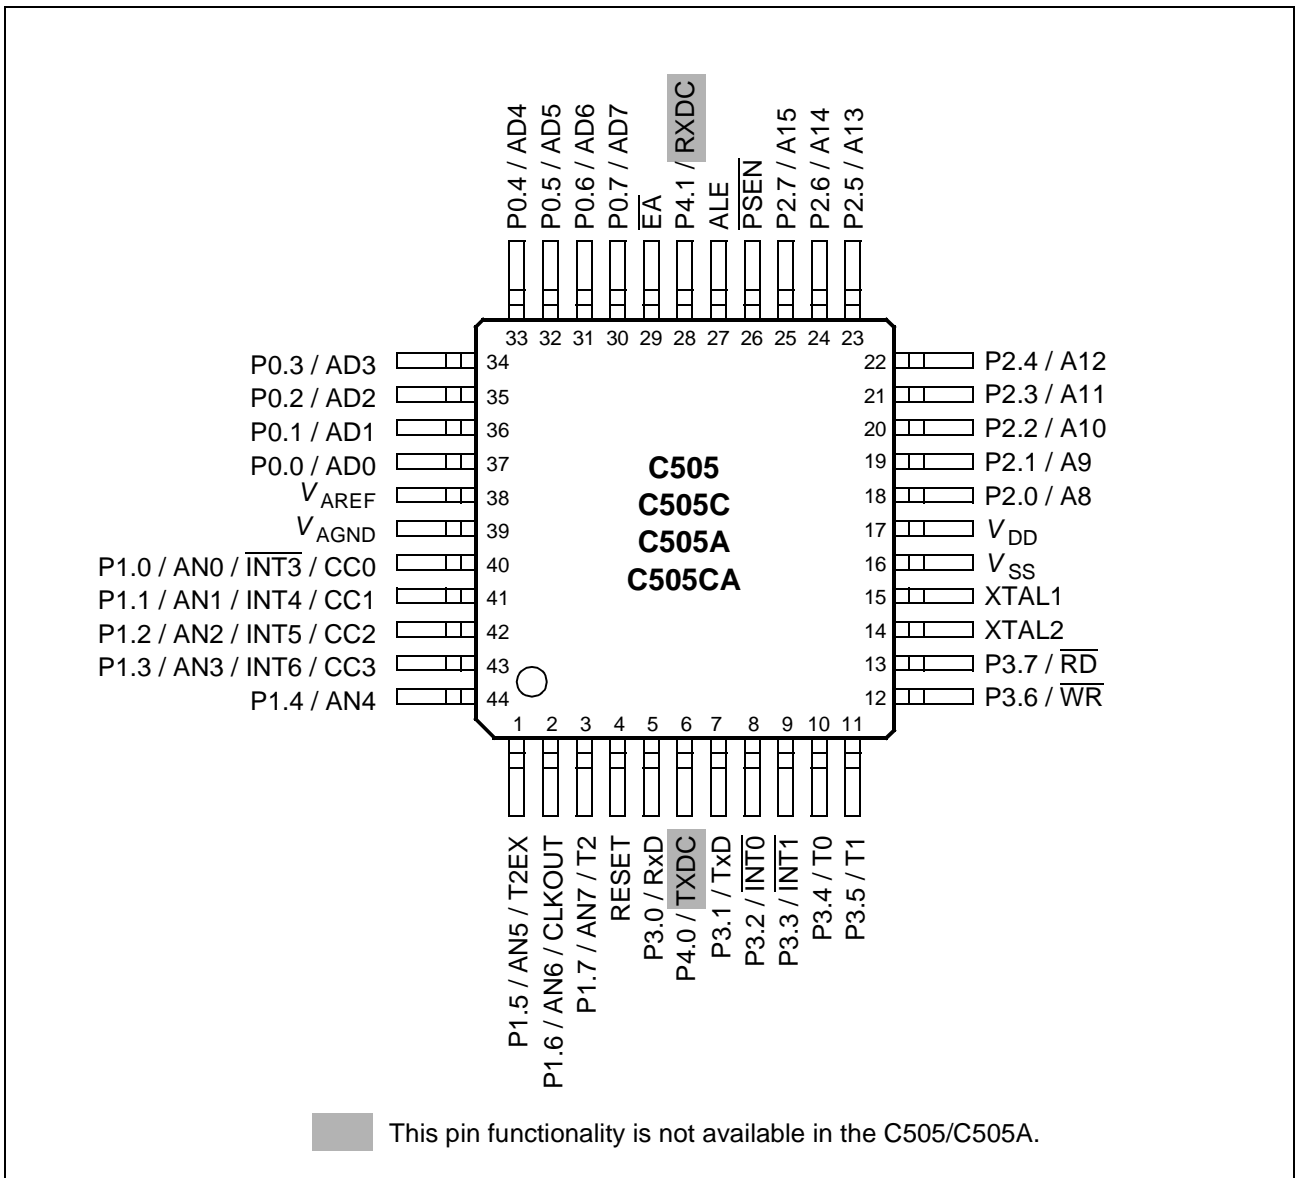 P0.4 / AD4
P0.5 / AD5
P0.6 / AD6
P0.7 / AD7
E̅A̅
P4.1 / RXDC
ALE
P̅S̅E̅N̅
P2.7 / A15
P2.6 / A14
P2.5 / A13
33 32 31 30 29 28 27 26 25 24 23
P0.3 / AD3 34
P0.2 / AD2 35
P0.1 / AD1 36
P0.0 / AD0 37
VAREF 38
VAGND 39
P1.0 / AN0 / I̅N̅T̅3̅ / CC0 40
P1.1 / AN1 / INT4 / CC1 41
P1.2 / AN2 / INT5 / CC2 42
P1.3 / AN3 / INT6 / CC3 43
P1.4 / AN4 44
C505
C505C
C505A
C505CA
22 P2.4 / A12
21 P2.3 / A11
20 P2.2 / A10
19 P2.1 / A9
18 P2.0 / A8
17 VDD
16 VSS
15 XTAL1
14 XTAL2
13 P3.7 / R̅D̅
12 P3.6 / W̅R̅
1 2 3 4 5 6 7 8 9 10 11
P1.5 / AN5 / T2EX
P1.6 / AN6 / CLKOUT
P1.7 / AN7 / T2
RESET
P3.0 / RxD
P4.0 / TXDC
P3.1 / TxD
P3.2 / I̅N̅T̅0̅
P3.3 / I̅N̅T̅1̅
P3.4 / T0
P3.5 / T1
This pin functionality is not available in the C505/C505A.